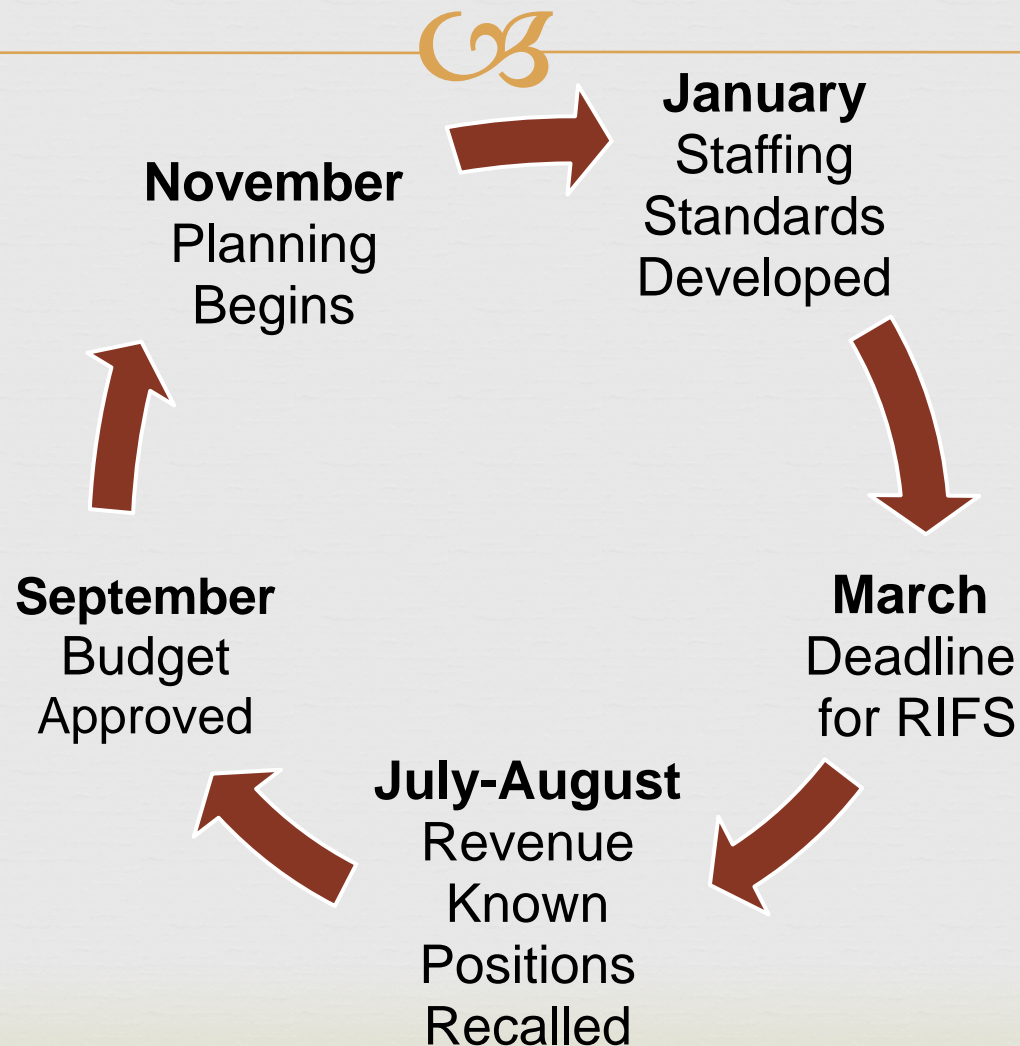 November
Planning
Begins
January
Staffing
Standards
Developed
March
Deadline
for RIFS
July-August
Revenue
Known
Positions
Recalled
September
Budget
Approved